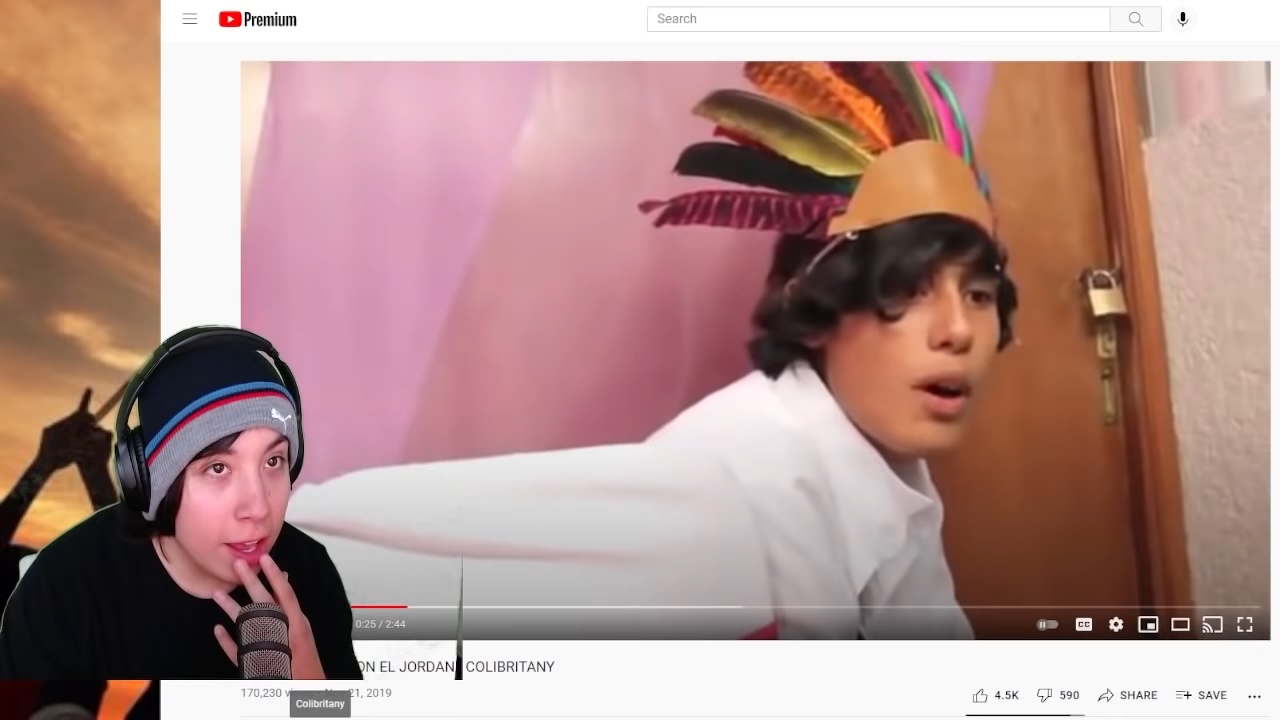 Premium
Search
0:25 / 2:44
CC
ON EL JORDAN COLIBRITANY
170,230
21, 2019
4.5K
590
SHARE
SAVE
Colibritany